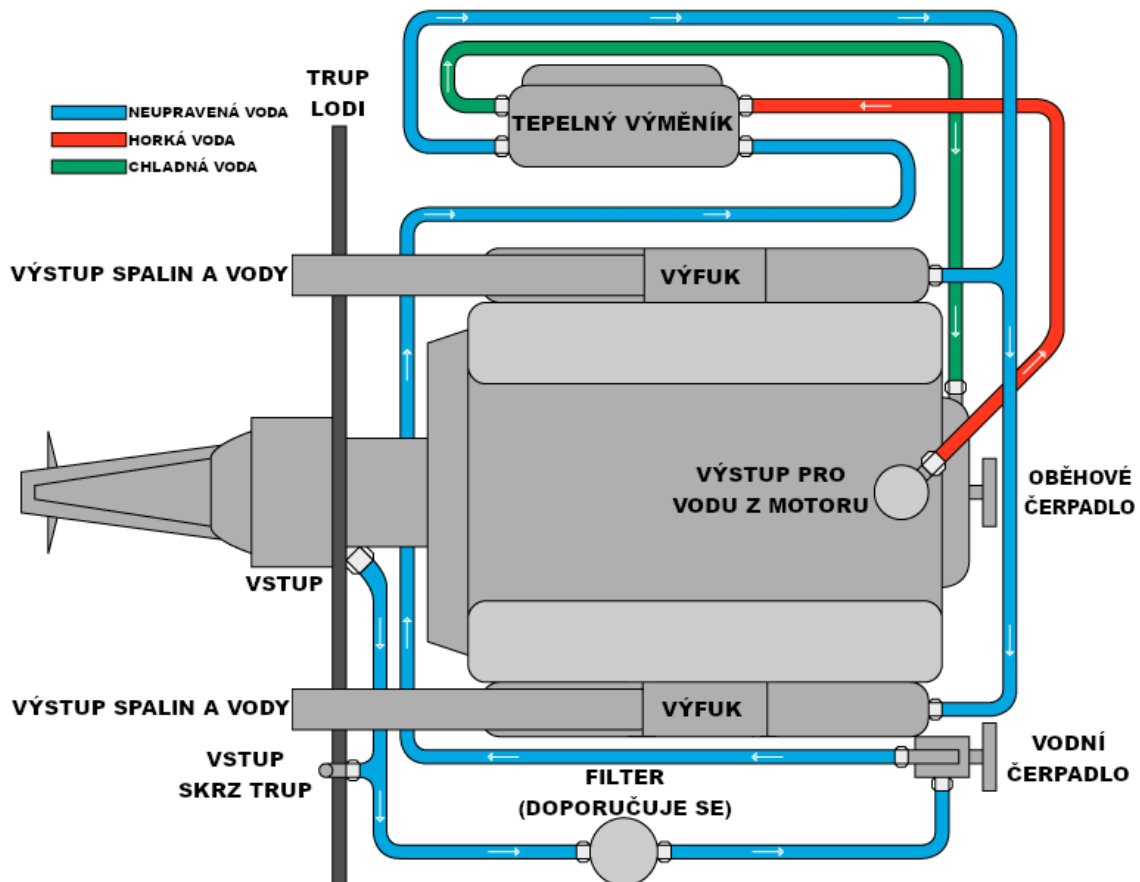 TRUP
LODI
NEUPRAVENÁ VODA
HORKÁ VODA
CHLADNÁ VODA
TEPELNÝ VÝMĚNÍK
VÝSTUP SPALIN A VODY
VÝFUK
VÝSTUP PRO
VODU Z MOTORU
OBĚHOVÉ
ČERPADLO
VSTUP
VÝSTUP SPALIN A VODY
VÝFUK
VSTUP
SKRZ TRUP
FILTER
(DOPORUČUJE SE)
VODNÍ
ČERPADLO